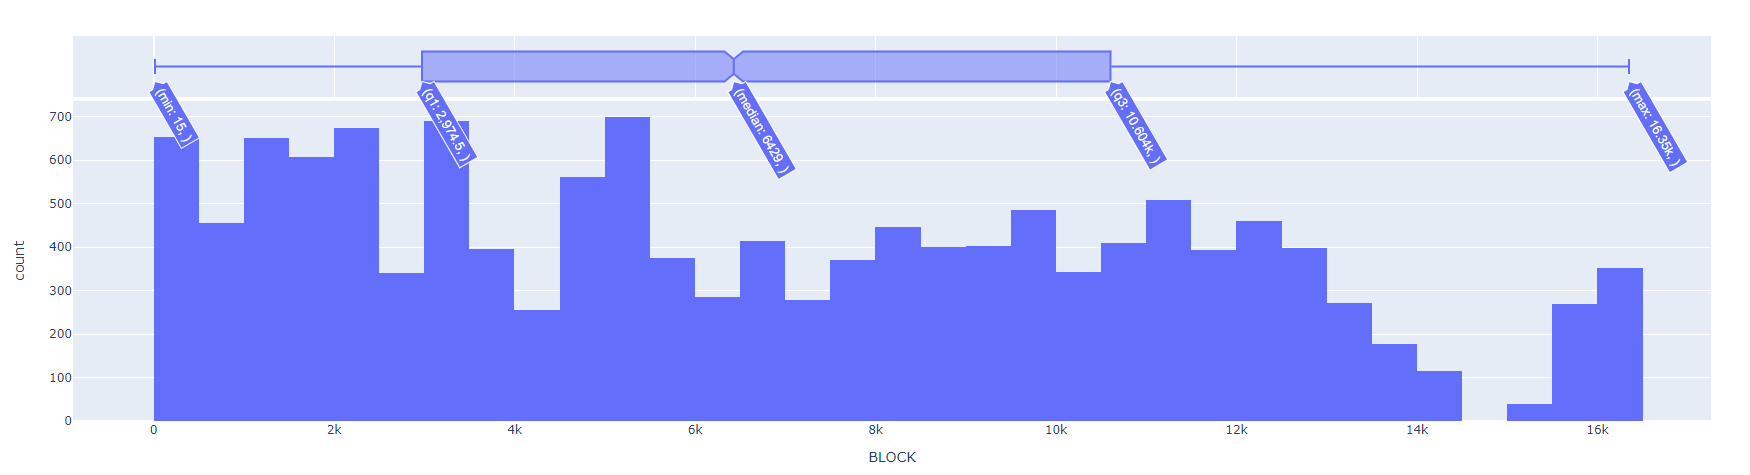 (min: 15, )
(q1: 2,974.5, )
(median: 6429, )
(q3: 10.604k, )
(max: 16.35k, )
700
600
500
400
300
200
100
0
count
0 2k 4k 6k 8k 10k 12k 14k 16k
BLOCK